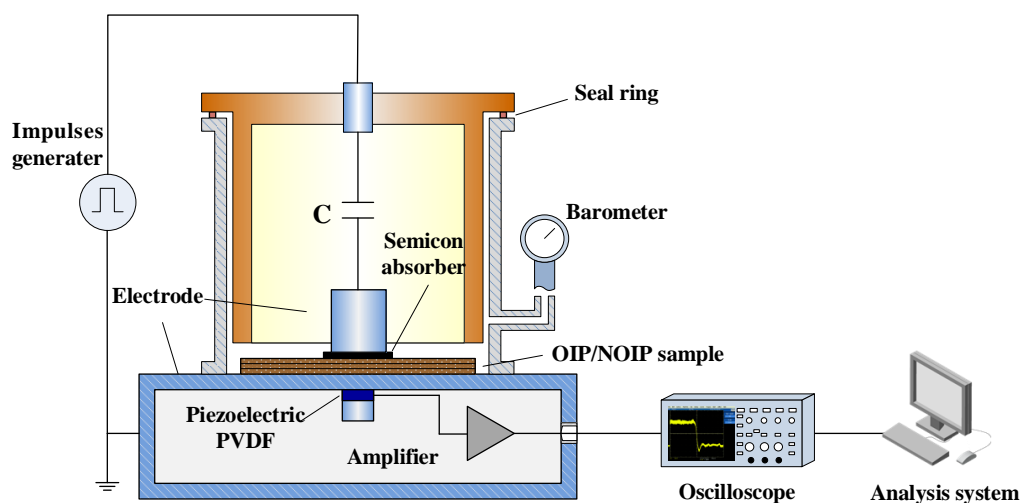 Seal ring
Impulses
generater
Barometer
C
Semicon
absorber
Electrode
OIP/NOIP sample
Piezoelectric
PVDF
Amplifier
Oscilloscope
Analysis system